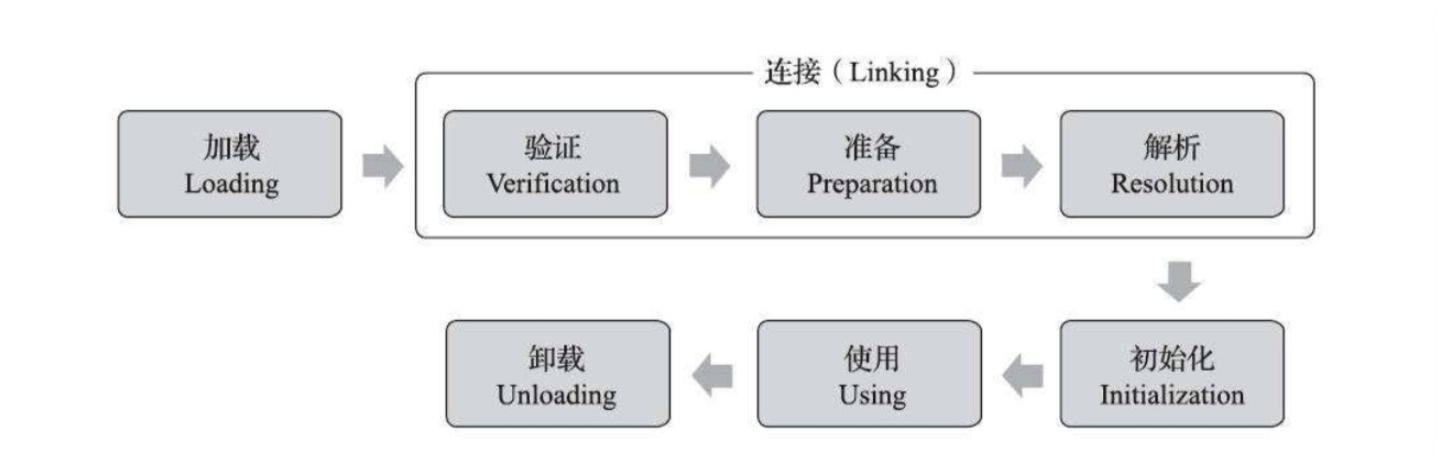 连接（Linking）
加载
Loading
验证
Verification
准备
Preparation
解析
Resolution
初始化
Initialization
使用
Using
卸载
Unloading